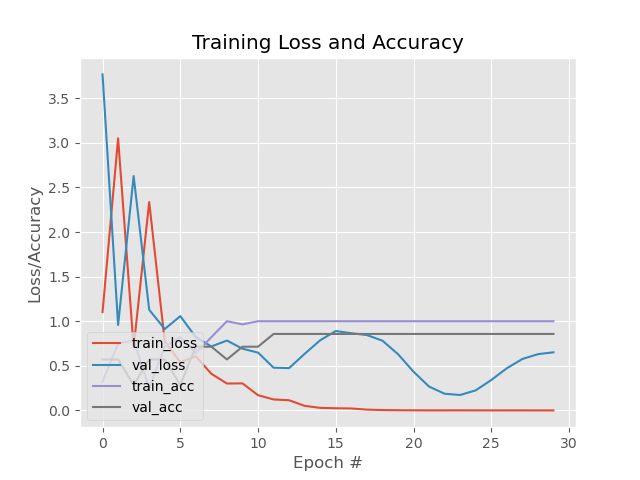 Training Loss and Accuracy
Loss/Accuracy
3.5
3.0
2.5
2.0
1.5
1.0
0.5
0.0
train_loss
val_loss
train_acc
val_acc
0 5 10 15 20 25 30
Epoch #